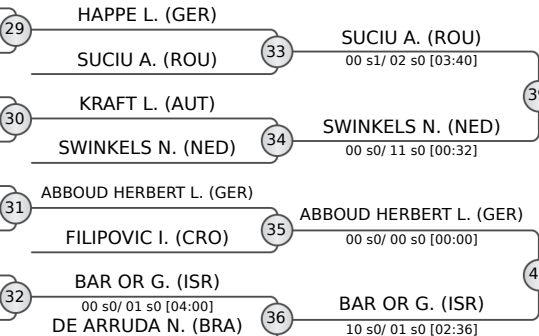 HAPPE L. (GER)
29
SUCIU A. (ROU)
33
SUCIU A. (ROU)
00 s1/ 02 s0 [03:40]
KRAFT L. (AUT)
30
SWINKELS N. (NED)
34
SWINKELS N. (NED)
00 s0/ 11 s0 [00:32]
ABBOUD HERBERT L. (GER)
31
FILIPOVIC I. (CRO)
35
ABBOUD HERBERT L. (GER)
00 s0/ 00 s0 [00:00]
BAR OR G. (ISR)
32
00 s0/ 01 s0 [04:00]
DE ARRUDA N. (BRA)
36
BAR OR G. (ISR)
10 s0/ 01 s0 [02:36]